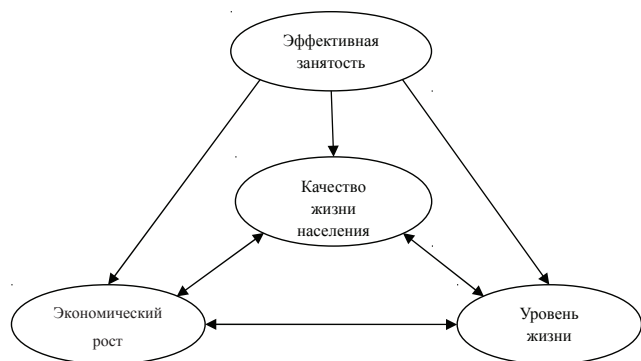 Эффективная
занятость
Качество
жизни
населения
Экономический
рост
Уровень
жизни